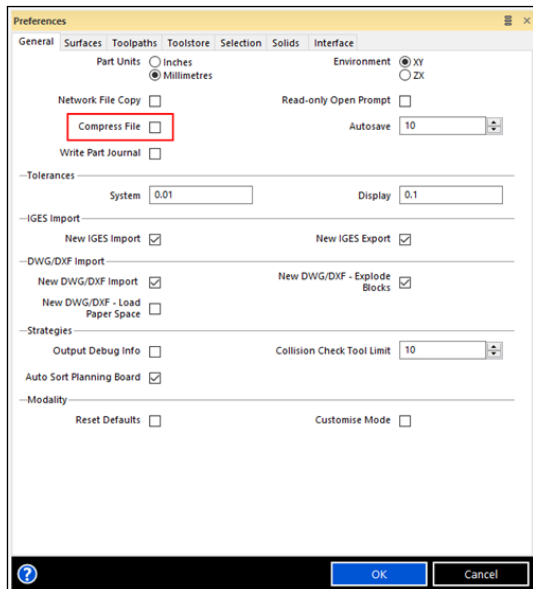 Preferences
General Surfaces Toolpaths Toolstore Selection Solids Interface
Part Units Inches Environment XY
Millimetres ZX
Network File Copy Read-only Open Prompt
Compress File Autosave 10
Write Part Journal
Tolerances
System 0.01 Display 0.1
IGES Import
New IGES Import New IGES Export
DWG/DXF Import
New DWG/DXF Import New DWG/DXF - Explode
Blocks
New DWG/DXF - Load
Paper Space
Strategies
Output Debug Info Collision Check Tool Limit 10
Auto Sort Planning Board
Modality
Reset Defaults Customise Mode
? OK Cancel